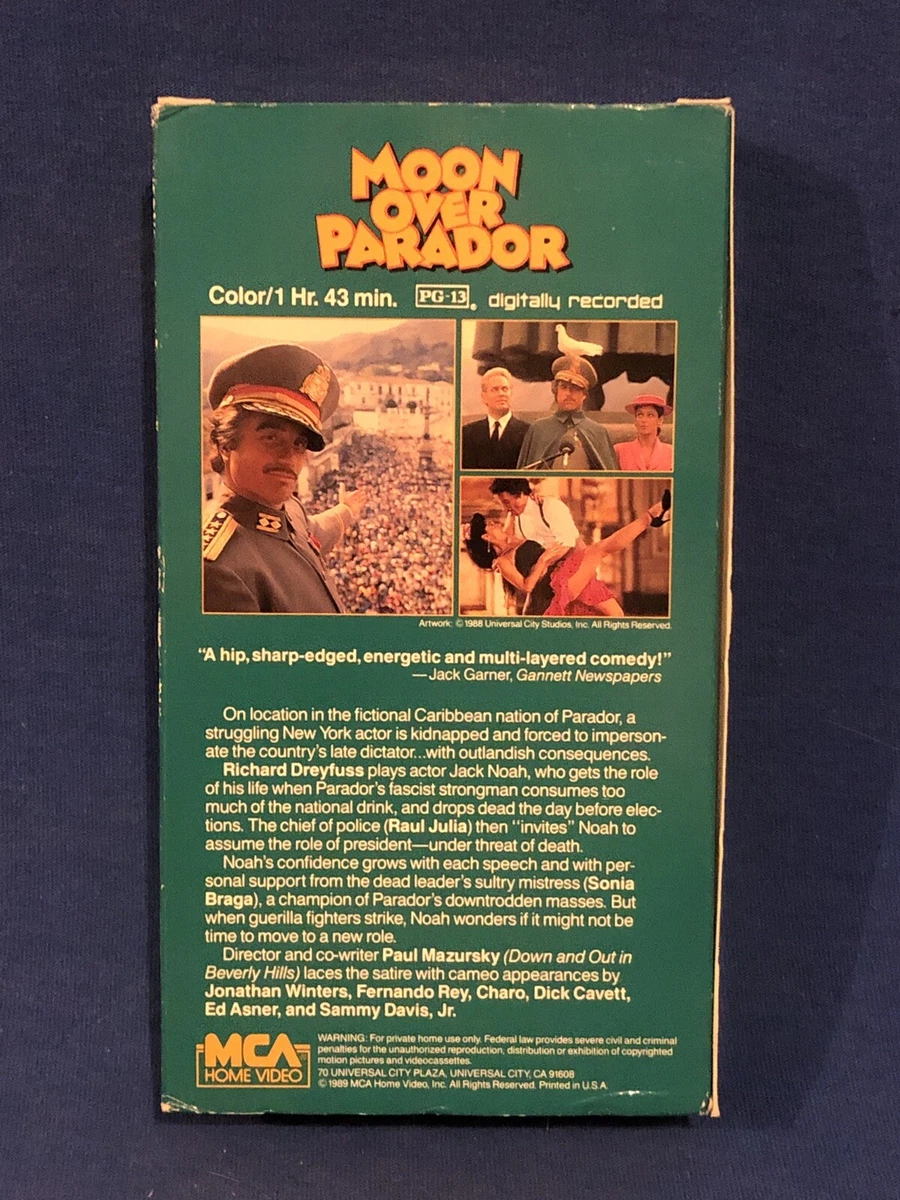 MOON
OVER
PARADOR
Color/1 Hr. 43 min. PG-13 ® digitally recorded
Artwork: ©1988 Universal City Studios, Inc. All Rights Reserved.
“A hip, sharp-edged, energetic and multi-layered comedy!”
—Jack Garner, Gannett Newspapers
On location in the fictional Caribbean nation of Parador, a
struggling New York actor is kidnapped and forced to imperson-
ate the country's late dictator...with outlandish consequences.
Richard Dreyfuss plays actor Jack Noah, who gets the role
of his life when Parador's fascist strongman consumes too
much of the national drink, and drops dead the day before elec-
tions. The chief of police (Raul Julia) then “invites” Noah to
assume the role of president—under threat of death.
Noah's confidence grows with each speech and with per-
sonal support from the dead leader's sultry mistress (Sonia
Braga), a champion of Parador's downtrodden masses. But
when guerilla fighters strike, Noah wonders if it might not be
time to move to a new role.
Director and co-writer Paul Mazursky (Down and Out in
Beverly Hills) laces the satire with cameo appearances by
Jonathan Winters, Fernando Rey, Charo, Dick Cavett,
Ed Asner, and Sammy Davis, Jr.
MCA
HOME VIDEO
WARNING: For private home use only. Federal law provides severe civil and criminal
penalties for the unauthorized reproduction, distribution or exhibition of copyrighted
motion pictures and videocassettes.
70 UNIVERSAL CITY PLAZA, UNIVERSAL CITY, CA 91608
©1989 MCA Home Video, Inc. All Rights Reserved. Printed in U.S.A.